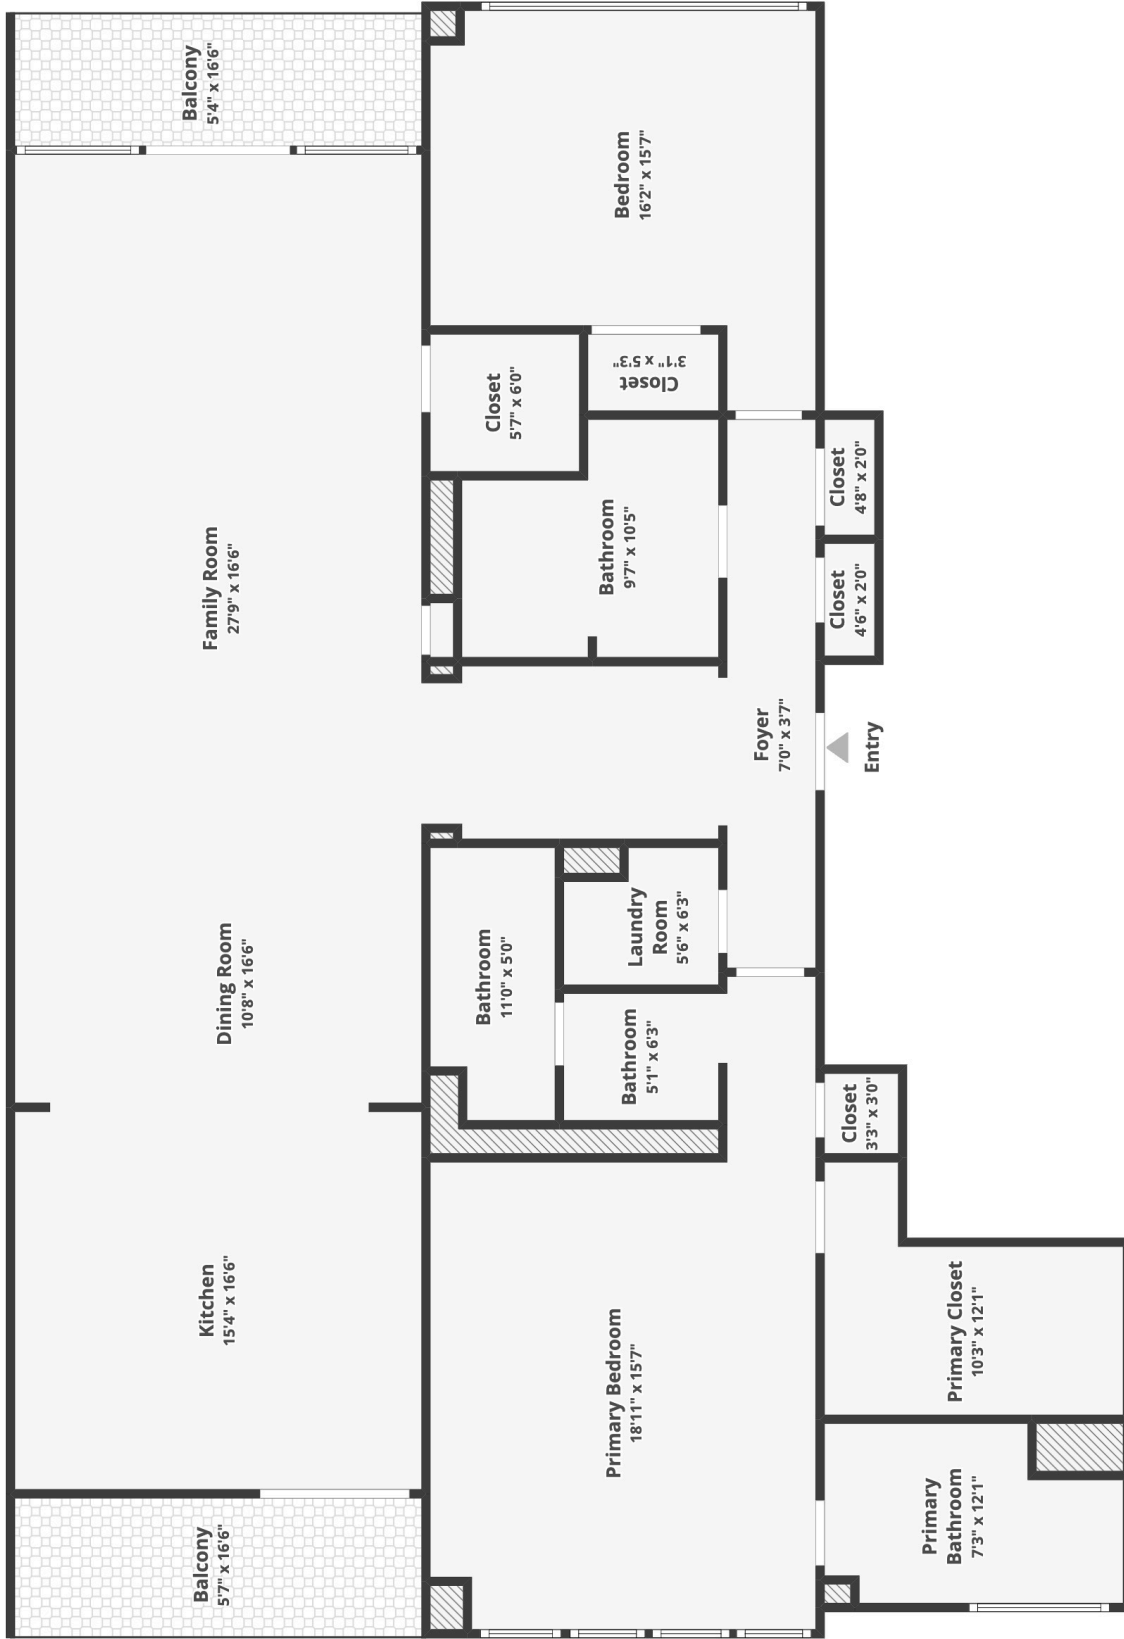 Balcony
5'4" x 16'6"
Bedroom
16'2" x 15'7"
Closet
3'1" x 5'3"
Closet
5'7" x 6'0"
Closet
4'8" x 2'0"
Bathroom
9'7" x 10'5"
Closet
4'6" x 2'0"
Family Room
27'9" x 16'6"
Foyer
7'0" x 3'7"
Entry
Dining Room
10'8" x 16'6"
Bathroom
11'0" x 5'0"
Laundry
Room
5'6" x 6'3"
Bathroom
5'1" x 6'3"
Closet
3'3" x 3'0"
Kitchen
15'4" x 16'6"
Primary Bedroom
18'11" x 15'7"
Primary Closet
10'3" x 12'1"
Primary
Bathroom
7'3" x 12'1"
Balcony
5'7" x 16'6"